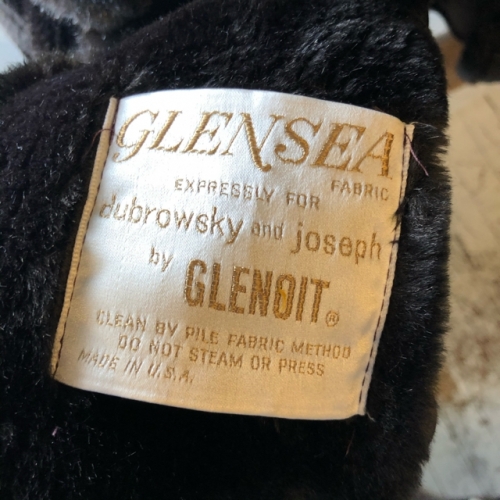 GLENSEA
FABRIC
EXPRESSLY FOR
dubrowsky and joseph
by GLENOIT®
CLEAN BY PILE FABRIC METHOD
DO NOT STEAM OR PRESS
MADE IN U.S.A.